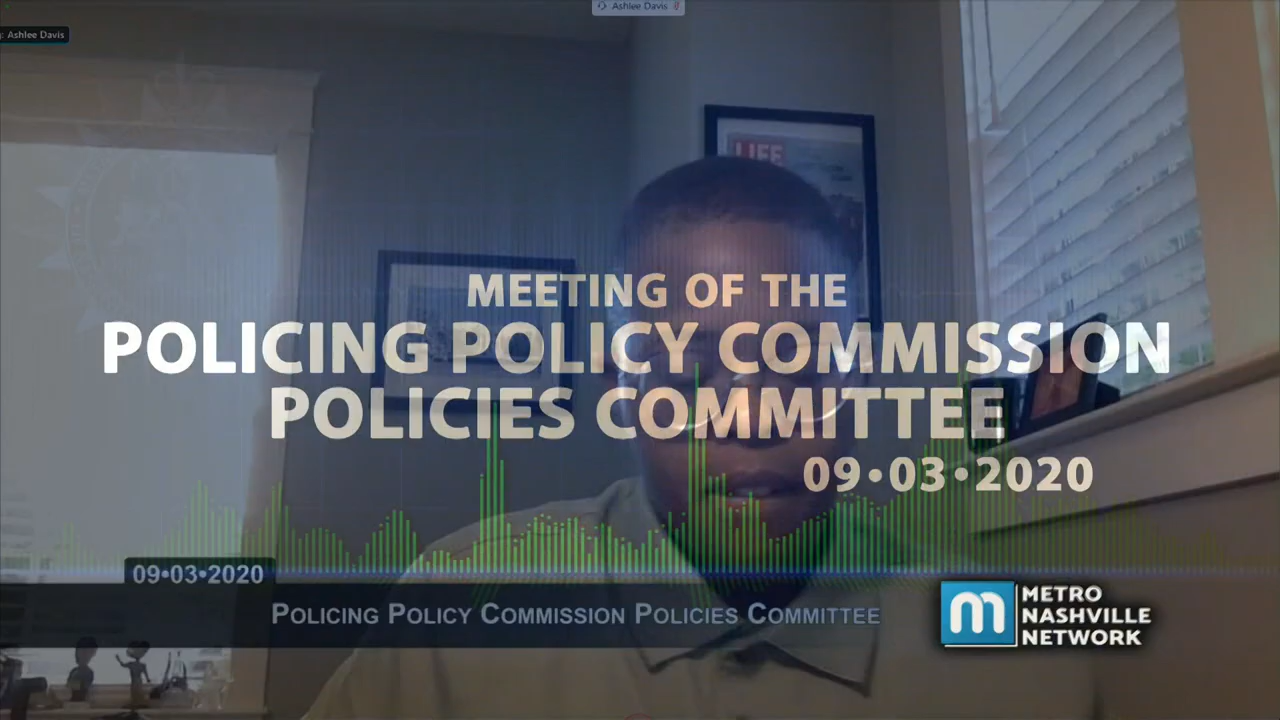 Ashlee Davis
: Ashlee Davis
LIFE
MEETING OF THE
POLICING POLICY COMMISSION
POLICIES COMMITTEE
09•03•2020
09•03•2020
POLICING POLICY COMMISSION POLICIES COMMITTEE
m METRO
NASHVILLE
NETWORK